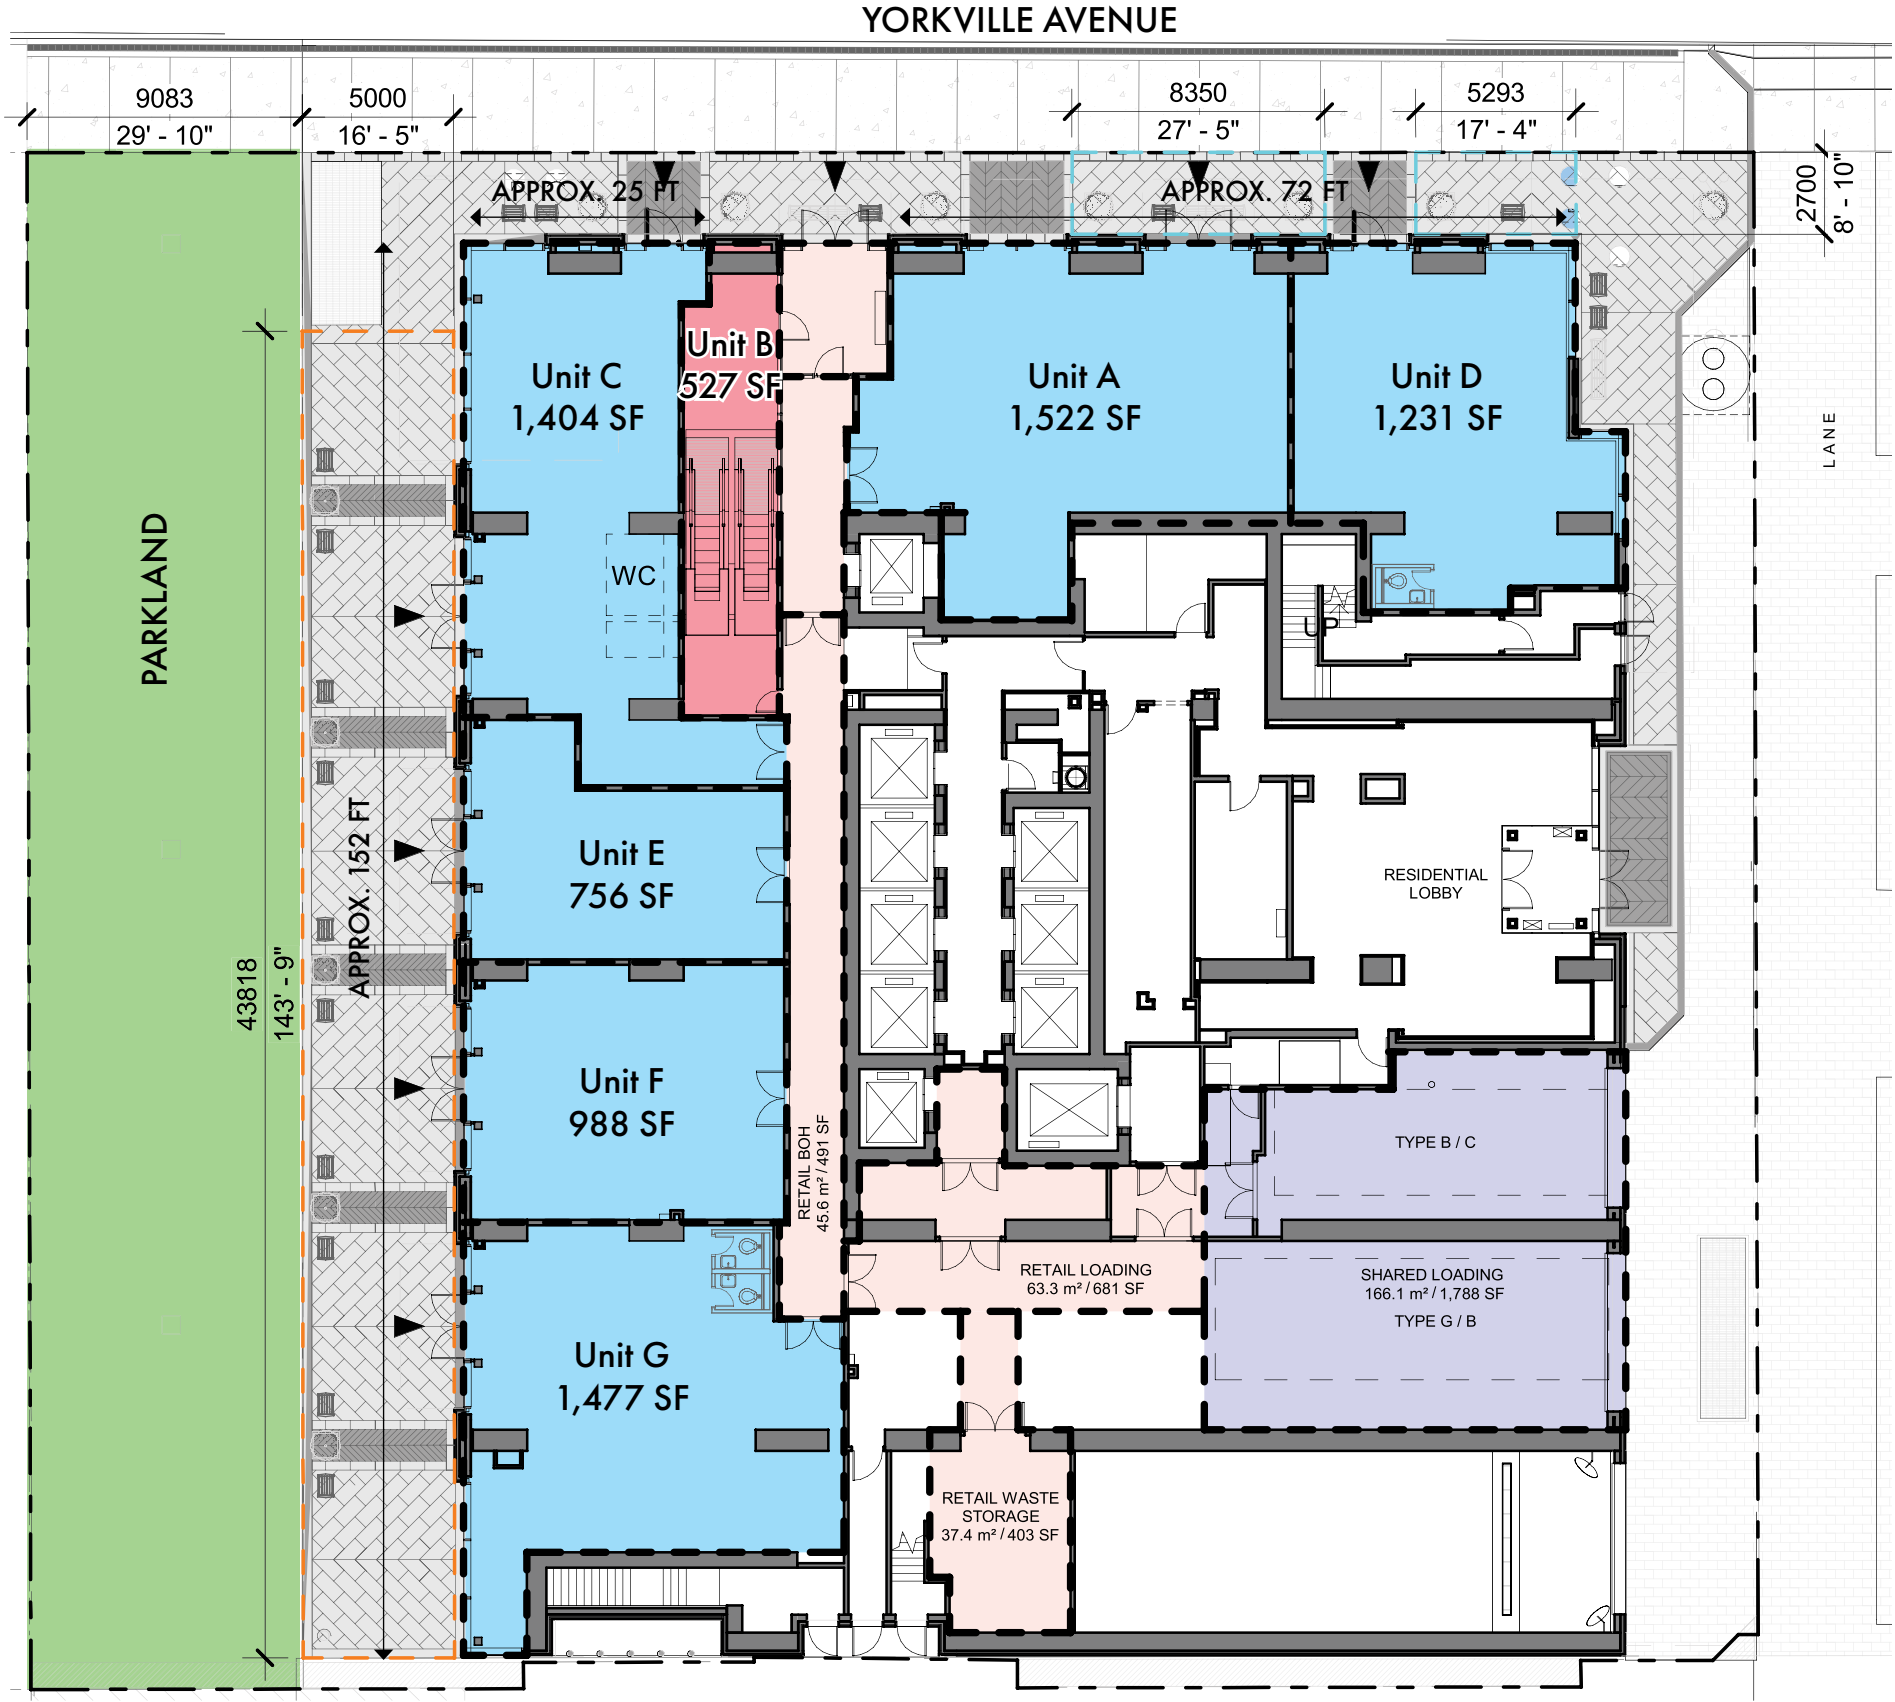 YORKVILLE AVENUE
9083
29' - 10"
5000
16' - 5"
8350
27' - 5"
5293
17' - 4"
2700
8' - 10"
APPROX. 25 FT
APPROX. 72 FT
Unit C
1,404 SF
Unit B
527 SF
Unit A
1,522 SF
Unit D
1,231 SF
LANE
PARKLAND
WC
UP
APPROX. 152 FT
43818
143' - 9"
Unit E
756 SF
RESIDENTIAL
LOBBY
Unit F
988 SF
RETAIL BOH
45.6 m² / 491 SF
TYPE B / C
RETAIL LOADING
63.3 m² / 681 SF
SHARED LOADING
166.1 m² / 1,788 SF
TYPE G / B
Unit G
1,477 SF
RETAIL WASTE
STORAGE
37.4 m² / 403 SF